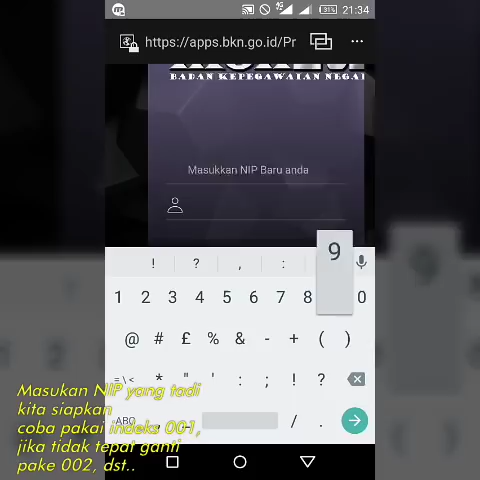 31% 21:34
https://apps.bkn.go.id/Pr
BADAN KEPEGAWAIAN NEGAI
Masukkan NIP Baru anda
! ? , :
9
1 2 3 4 5 6 7 8 0
@ # £ % & - + ( )
= \ < * " ' : ; ! ?
ABC , _ / .
Masukan NIP yang tadi
kita siapkan
coba pakai indeks 001,
jika tidak tepat ganti
pake 002, dst..